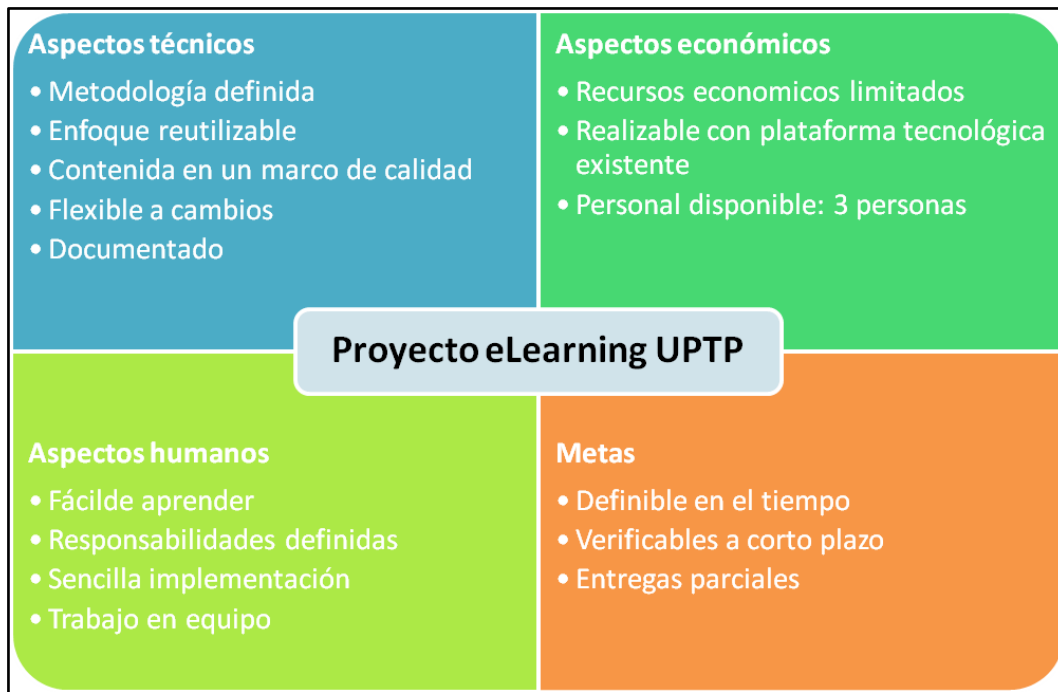 Aspectos técnicos
• Metodología definida
• Enfoque reutilizable
• Contenida en un marco de calidad
• Flexible a cambios
• Documentado
Aspectos económicos
• Recursos economicos limitados
• Realizable con plataforma tecnológica
existente
• Personal disponible: 3 personas
Proyecto eLearning UPTP
Aspectos humanos
• Fácilde aprender
• Responsabilidades definidas
• Sencilla implementación
• Trabajo en equipo
Metas
• Definible en el tiempo
• Verificables a corto plazo
• Entregas parciales